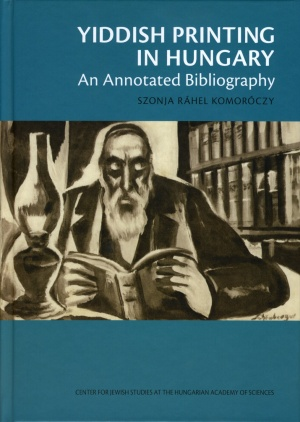 YIDDISH PRINTING
IN HUNGARY
An Annotated Bibliography
SZONJA RÁHEL KOMORÓCZY
CENTER FOR JEWISH STUDIES AT THE HUNGARIAN ACADEMY OF SCIENCES